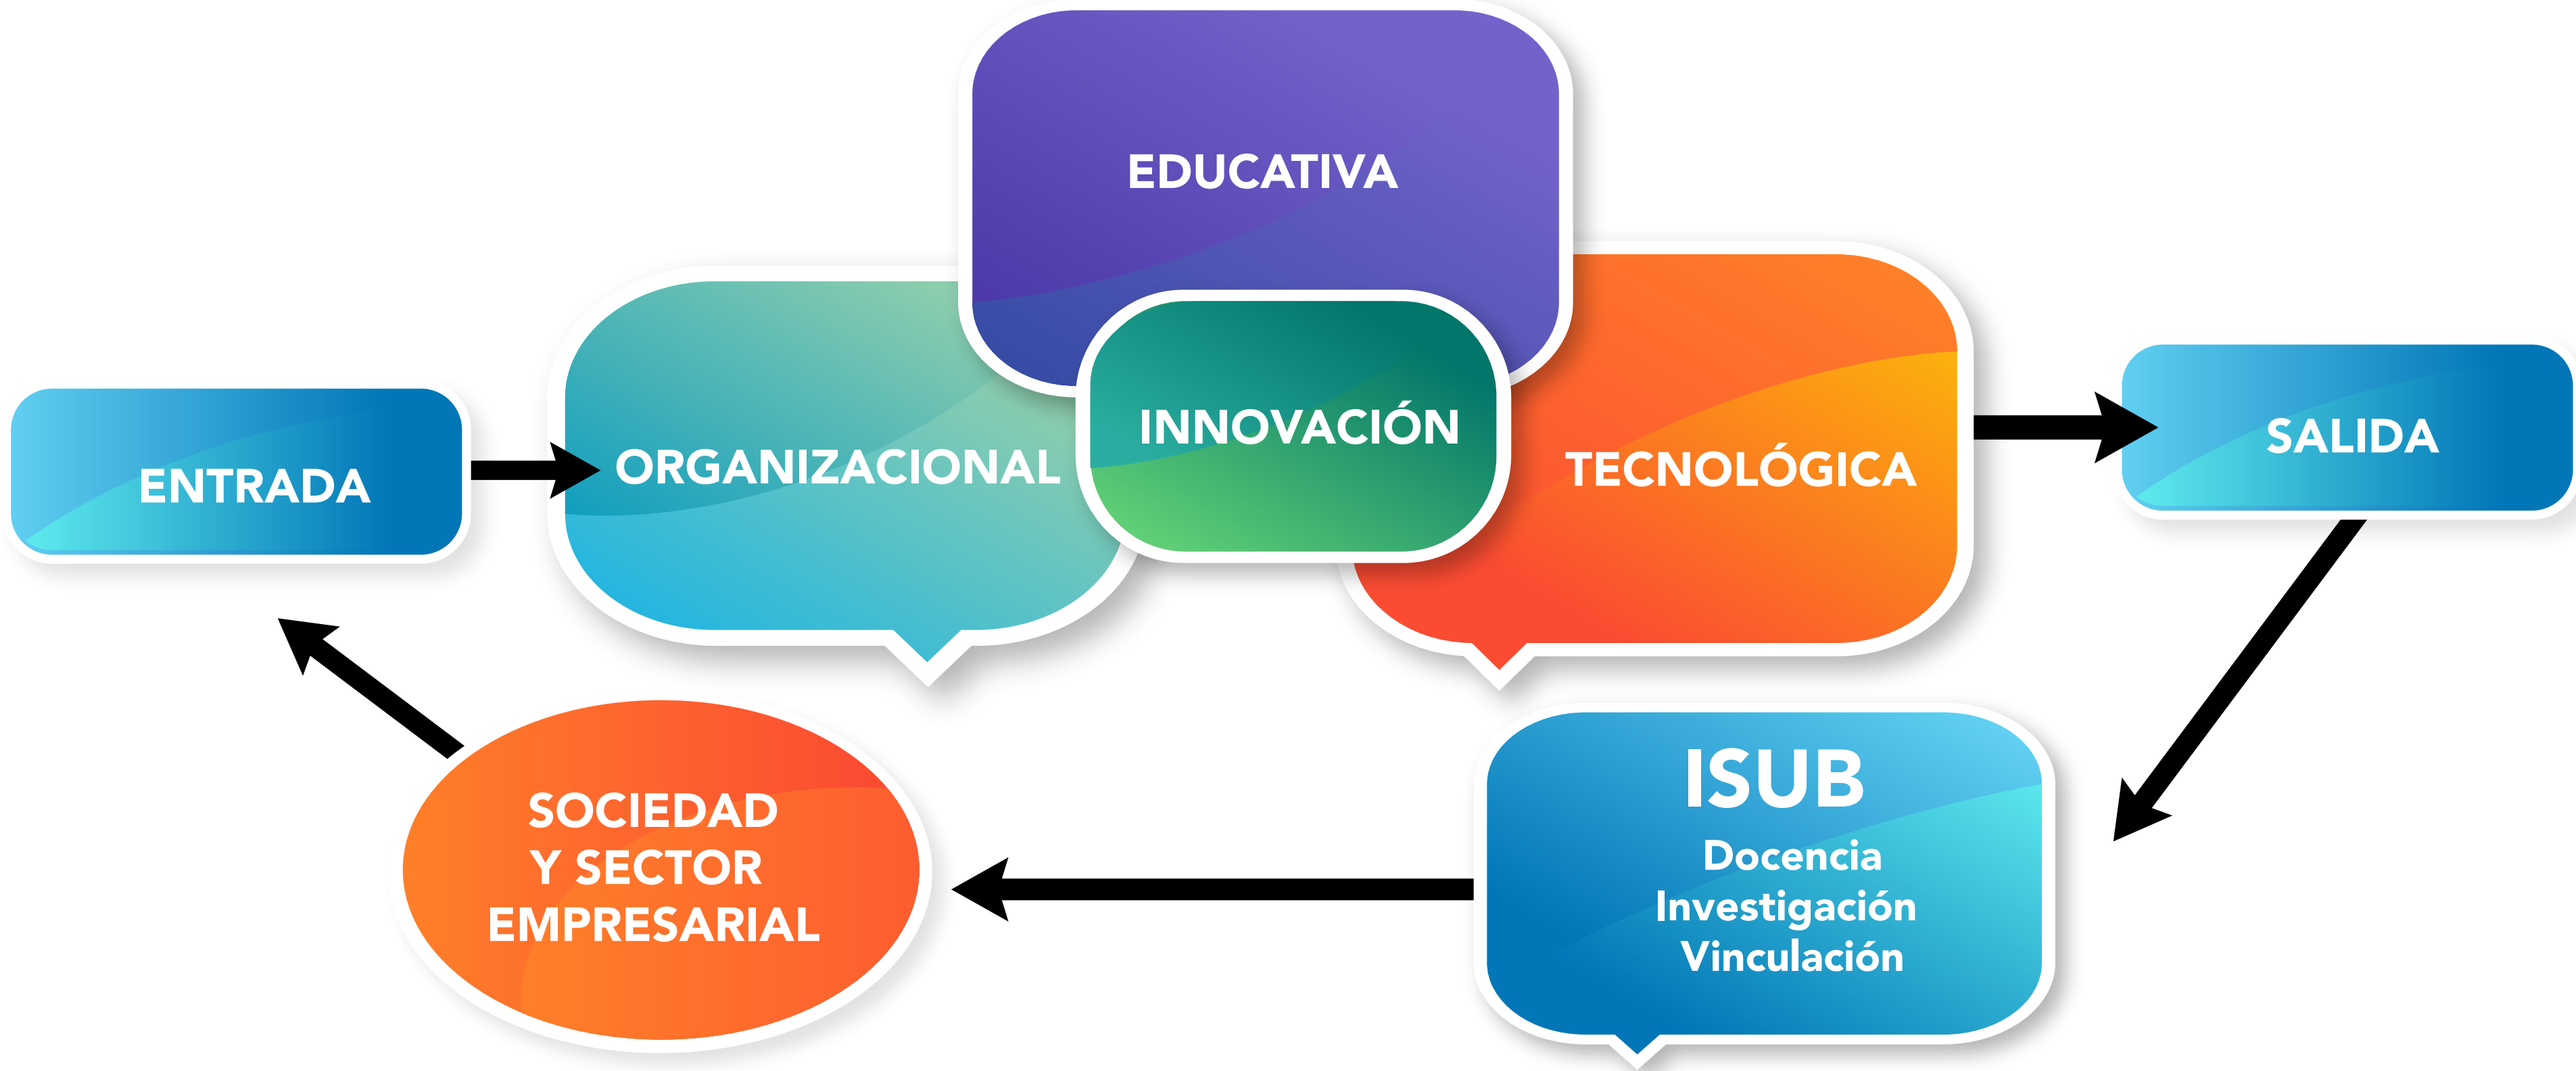 EDUCATIVA
INNOVACIÓN
ENTRADA
ORGANIZACIONAL
TECNOLÓGICA
SALIDA
ISUB
Docencia
Investigación
Vinculación
SOCIEDAD
Y SECTOR
EMPRESARIAL